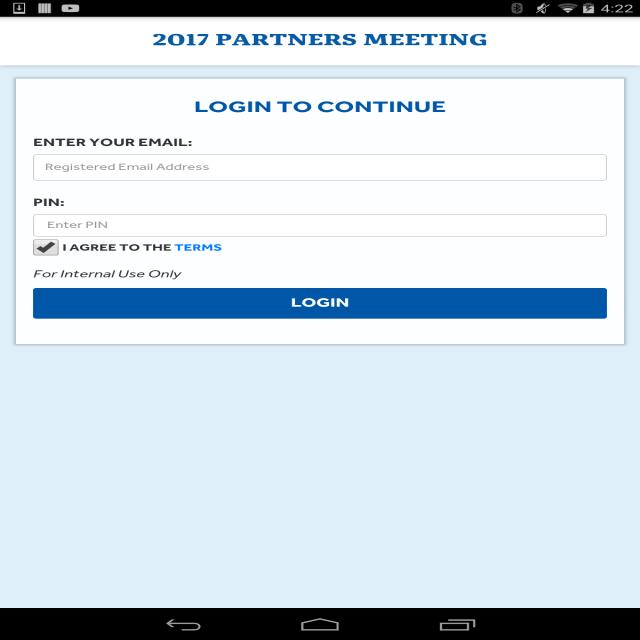 4:22
2017 PARTNERS MEETING
LOGIN TO CONTINUE
ENTER YOUR EMAIL:
Registered Email Address
PIN:
Enter PIN
I AGREE TO THE TERMS
For Internal Use Only
LOGIN